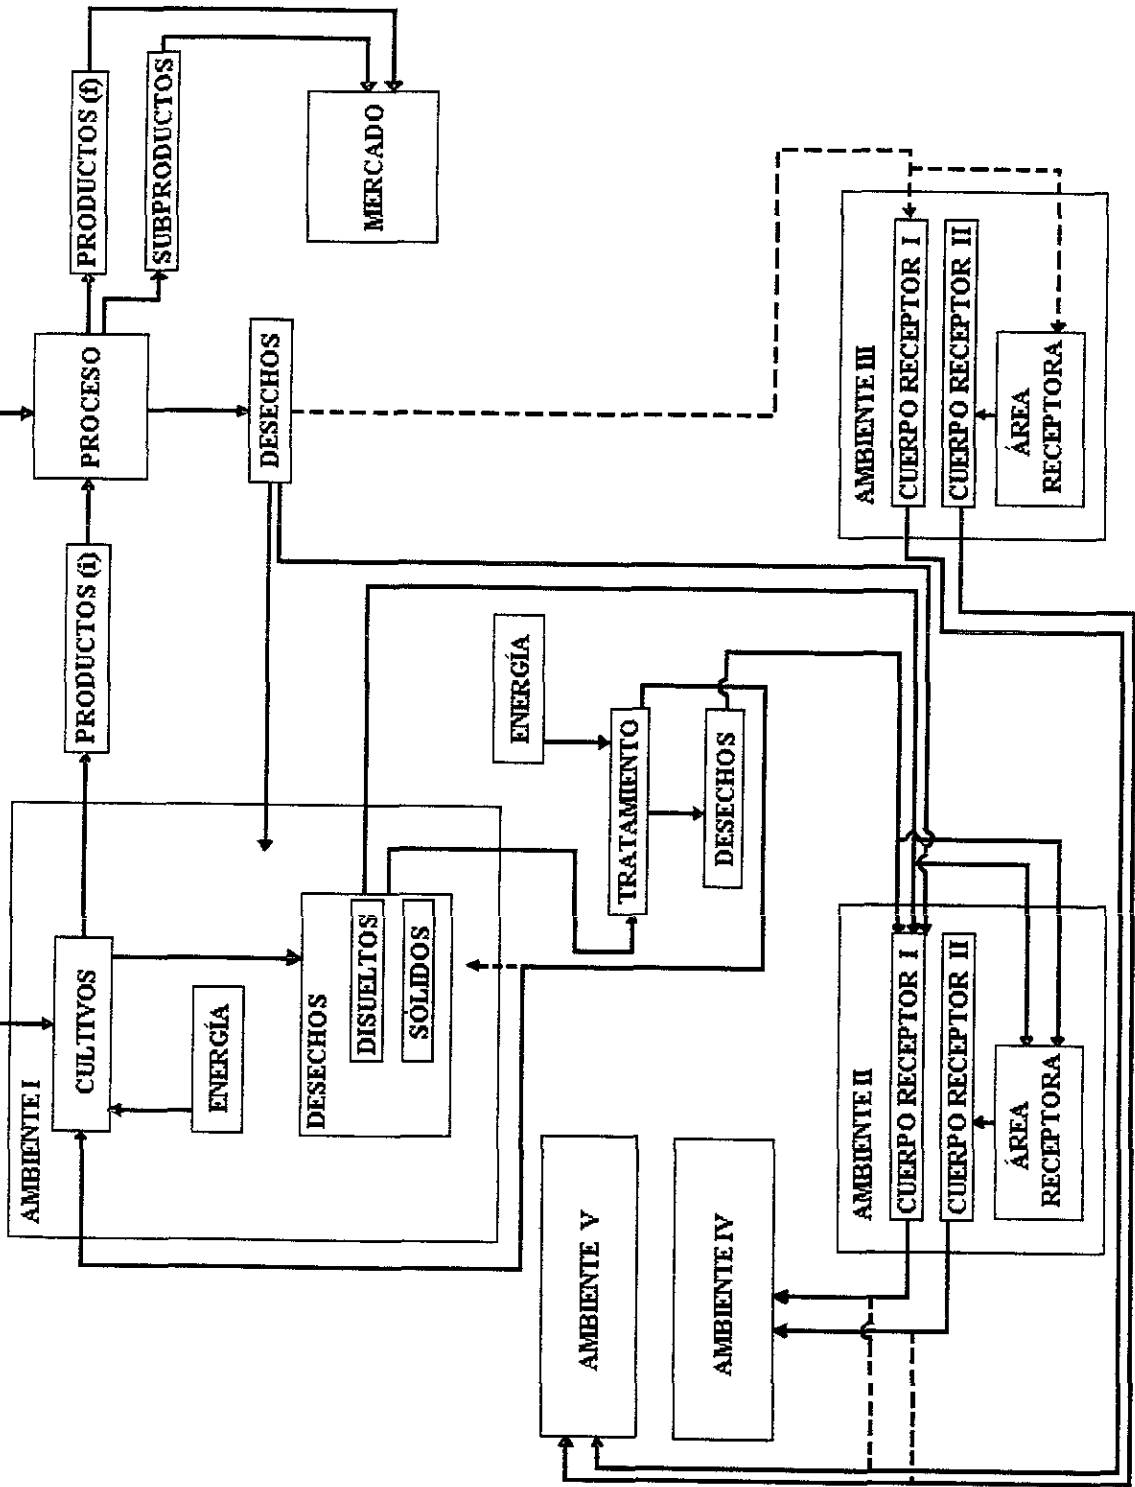 AMBIENTE I
CULTIVOS
PRODUCTOS (i)
PROCESO
PRODUCTOS (f)
SUBPRODUCTOS
ENERGÍA
DESECHOS
DESECHOS
DISUELTOS
SÓLIDOS
MERCADO
ENERGÍA
AMBIENTE V
TRATAMIENTO
AMBIENTE IV
DESECHOS
AMBIENTE II
CUERPO RECEPTOR I
CUERPO RECEPTOR II
ÁREA
RECEPTORA
AMBIENTE III
CUERPO RECEPTOR I
CUERPO RECEPTOR II
ÁREA
RECEPTORA